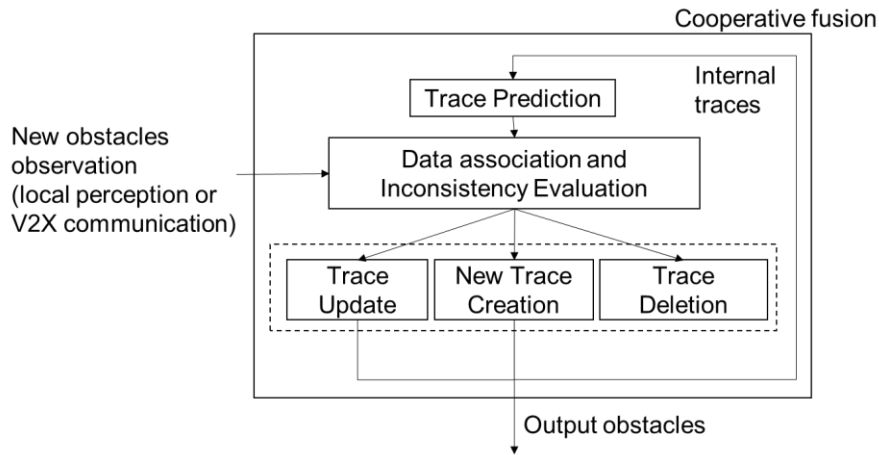 Cooperative fusion
Internal
traces
Trace Prediction
New obstacles
observation
(local perception or
V2X communication)
Data association and
Inconsistency Evaluation
Trace
Update
New Trace
Creation
Trace
Deletion
Output obstacles